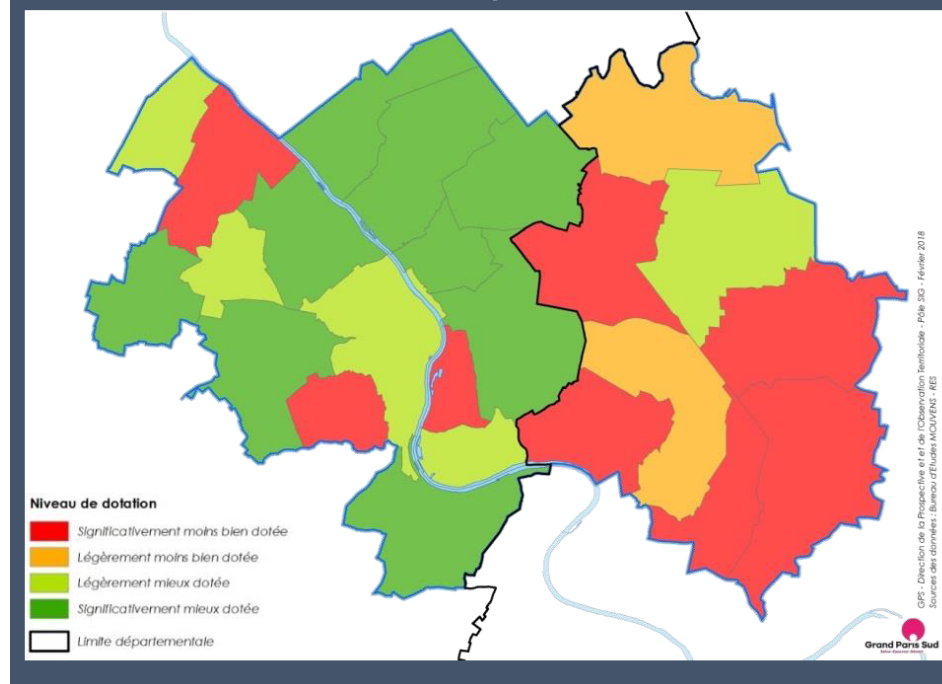 Niveau de dotation
Significativement moins bien dotée
Légèrement moins bien dotée
Légèrement mieux dotée
Significativement mieux dotée
Limite départementale
GPS - Direction de la Prospective et et de l'Observation Territoriale - Pôle SIG - Février 2018
Sources des données : Bureau d'Etudes MOUVENS - RES
Grand Paris Sud